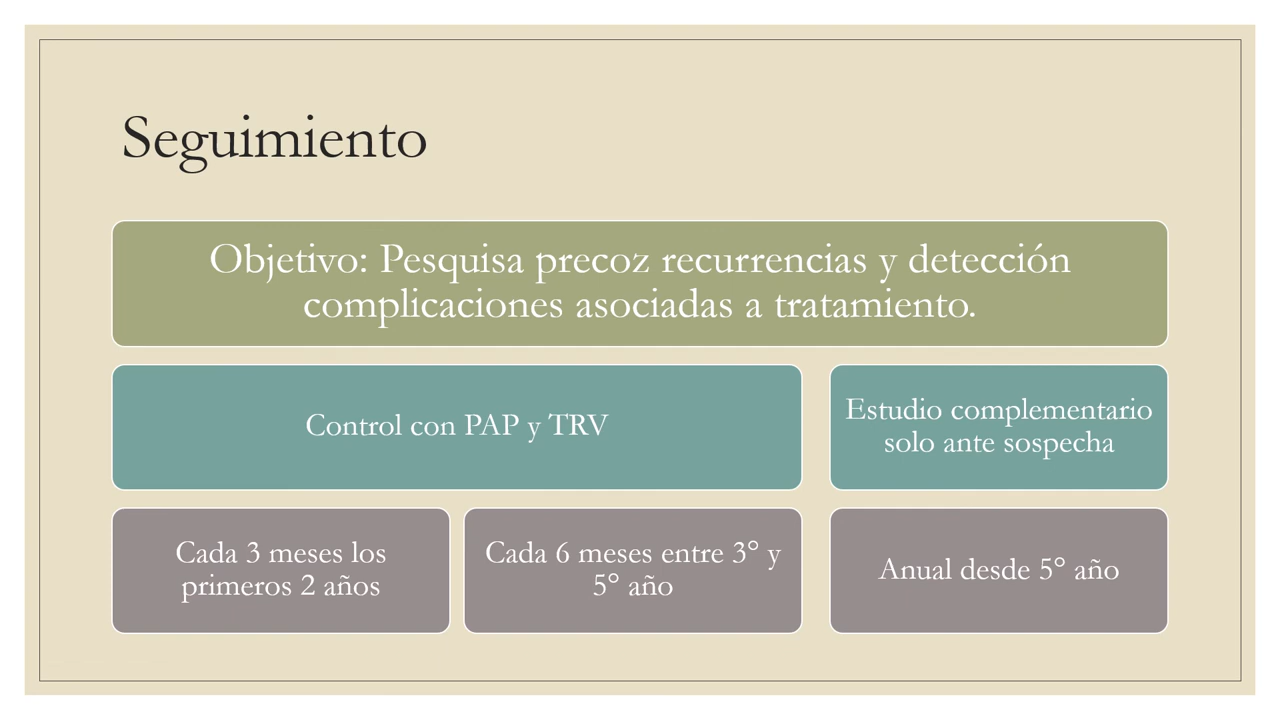 Seguimiento
Objetivo: Pesquisa precoz recurrencias y detección
complicaciones asociadas a tratamiento.
Control con PAP y TRV
Estudio complementario
solo ante sospecha
Cada 3 meses los
primeros 2 años
Cada 6 meses entre 3° y
5° año
Anual desde 5° año